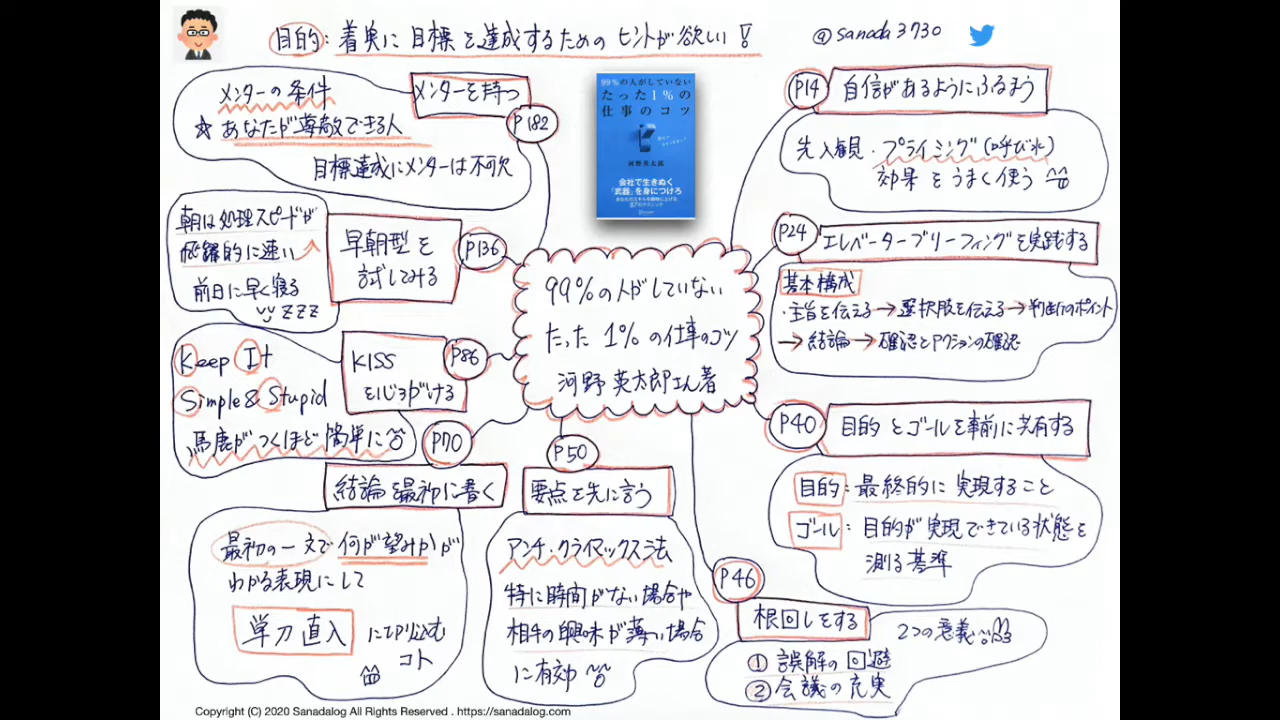 目的：着実に目標を達成するためのヒントが欲しい！
@sanada3730
99%の人がしていない
たった1%の
仕事のコツ
河野英太郎
会社で生きぬく
「武器」を身につけろ
99%の人がしていない
たった 1%の仕事のコツ
河野 英太郎さん著
P14
自信があるようにふるまう
先入観・プライミング(呼び水)
効果をうまく使う
P24
エレベーターブリーフィングを実践する
基本構成
・主旨を伝える→選択肢を伝える→判断のポイント
→結論→確認とアクションの確認
P40
目的とゴールを事前に共有する
目的：最終的に実現すること
ゴール：目的が実現できている状態を
測る基準
P46
根回しをする
2つの意義
① 誤解の回避
② 会議の充実
P50
要点を先に言う
アンチ・クライマックス法
特に時間がない場合や
相手の興味が薄い場合
に有効
P70
結論を最初に書く
最初の一文で何が望みかが
わかる表現にして
単刀直入
に切り込む
コト
P86
KISS
を心がける
Keep It
Simple & Stupid
馬鹿がつくほど簡単に
P136
早朝型を
試してみる
朝は処理スピードが
飛躍的に速い
前日に早く寝る
ZZZ
P182
メンターを持つ
メンターの条件
☆ あなたが尊敬できる人
目標達成にメンターは不可欠
Copyright (C) 2020 Sanadalog All Rights Reserved . https://sanadalog.com